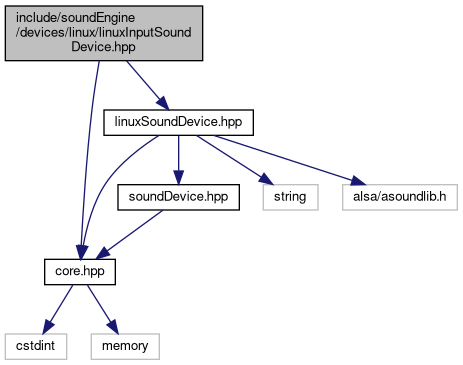 include/soundEngine
/devices/linux/linuxInputSound
Device.hpp
linuxSoundDevice.hpp
soundDevice.hpp
string
alsa/asoundlib.h
core.hpp
cstdint
memory